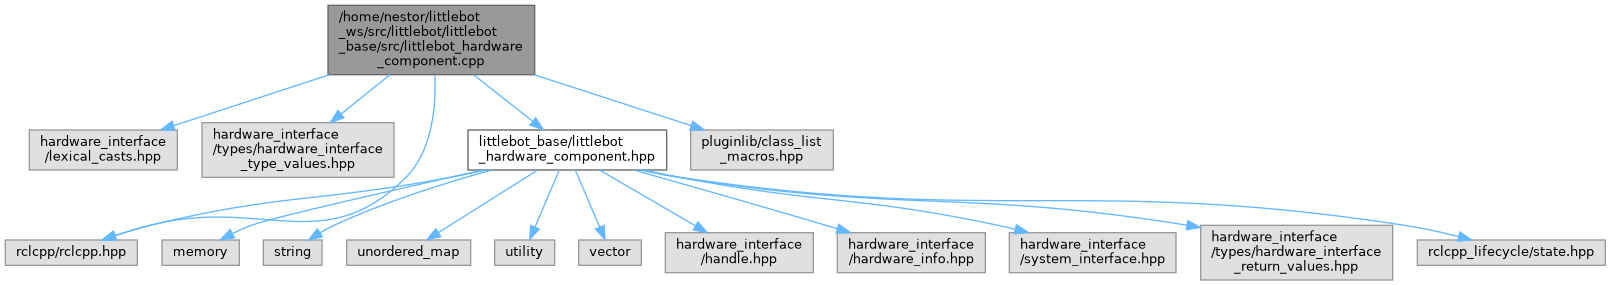 /home/nestor/littlebot
_ws/src/littlebot/littlebot
_base/src/littlebot_hardware
_component.cpp
hardware_interface
/lexical_casts.hpp
hardware_interface
/types/hardware_interface
_type_values.hpp
littlebot_base/littlebot
_hardware_component.hpp
pluginlib/class_list
_macros.hpp
rclcpp/rclcpp.hpp
memory
string
unordered_map
utility
vector
hardware_interface
/handle.hpp
hardware_interface
/hardware_info.hpp
hardware_interface
/system_interface.hpp
hardware_interface
/types/hardware_interface
_return_values.hpp
rclcpp_lifecycle/state.hpp